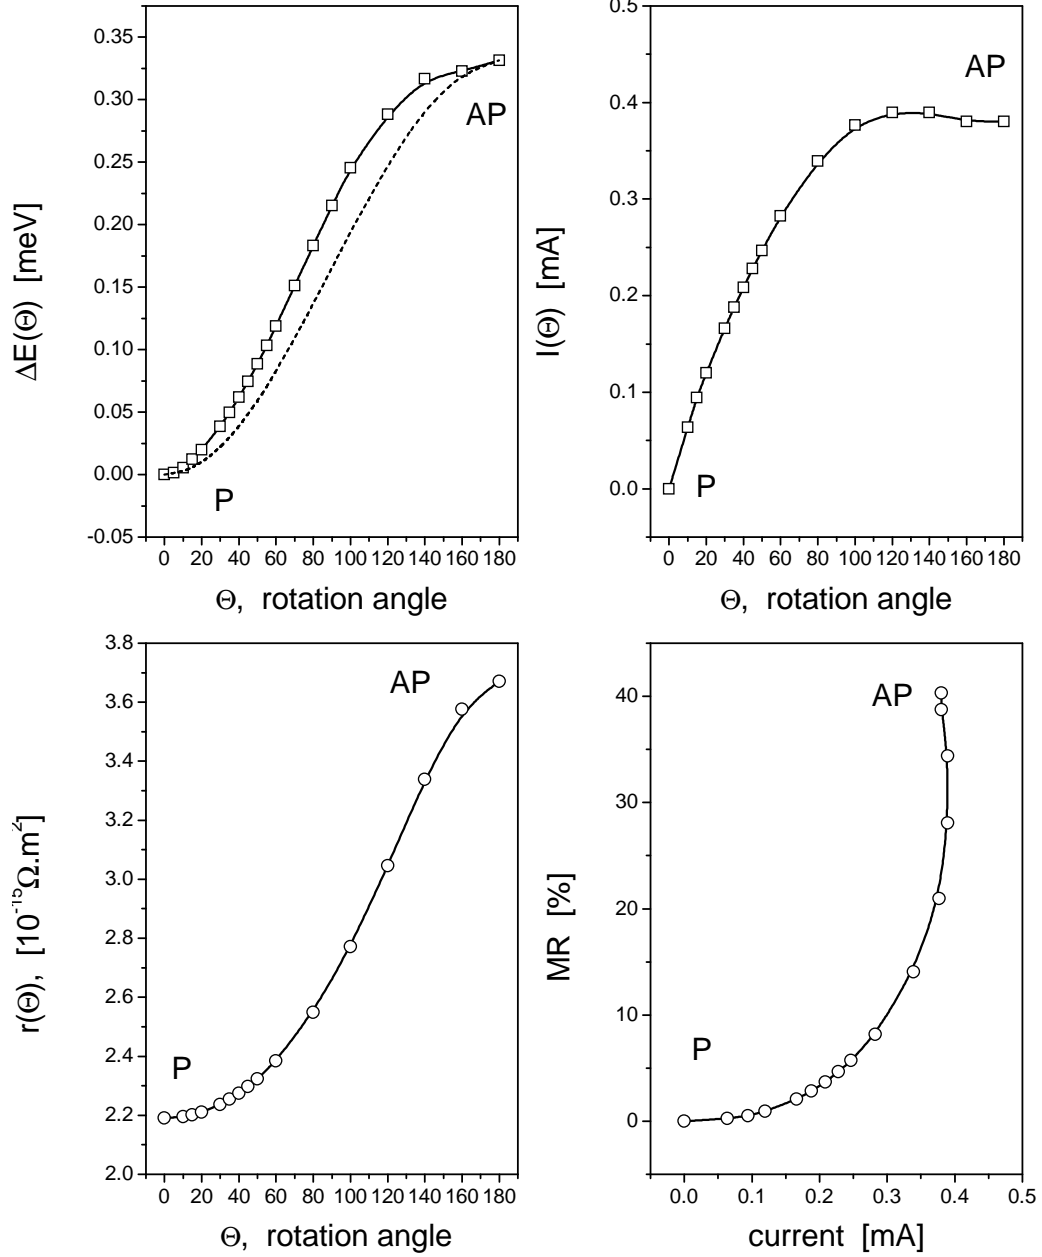 0.35
0.30
0.25
0.20
0.15
0.10
0.05
0.00
-0.05
ΔE(Θ) [meV]
AP
P
0 20 40 60 80 100 120 140 160 180
Θ, rotation angle
0.5
0.4
0.3
0.2
0.1
0.0
I(Θ) [mA]
AP
P
0 20 40 60 80 100 120 140 160 180
Θ, rotation angle
3.8
3.6
3.4
3.2
3.0
2.8
2.6
2.4
2.2
2.0
r(Θ), [10⁻¹⁵Ω.m²]
AP
P
0 20 40 60 80 100 120 140 160 180
Θ, rotation angle
40
30
20
10
0
MR [%]
AP
P
0.0 0.1 0.2 0.3 0.4 0.5
current [mA]